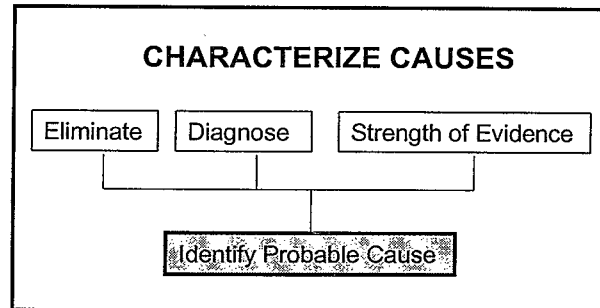 CHARACTERIZE CAUSES
Eliminate
Diagnose
Strength of Evidence
Identify Probable Cause